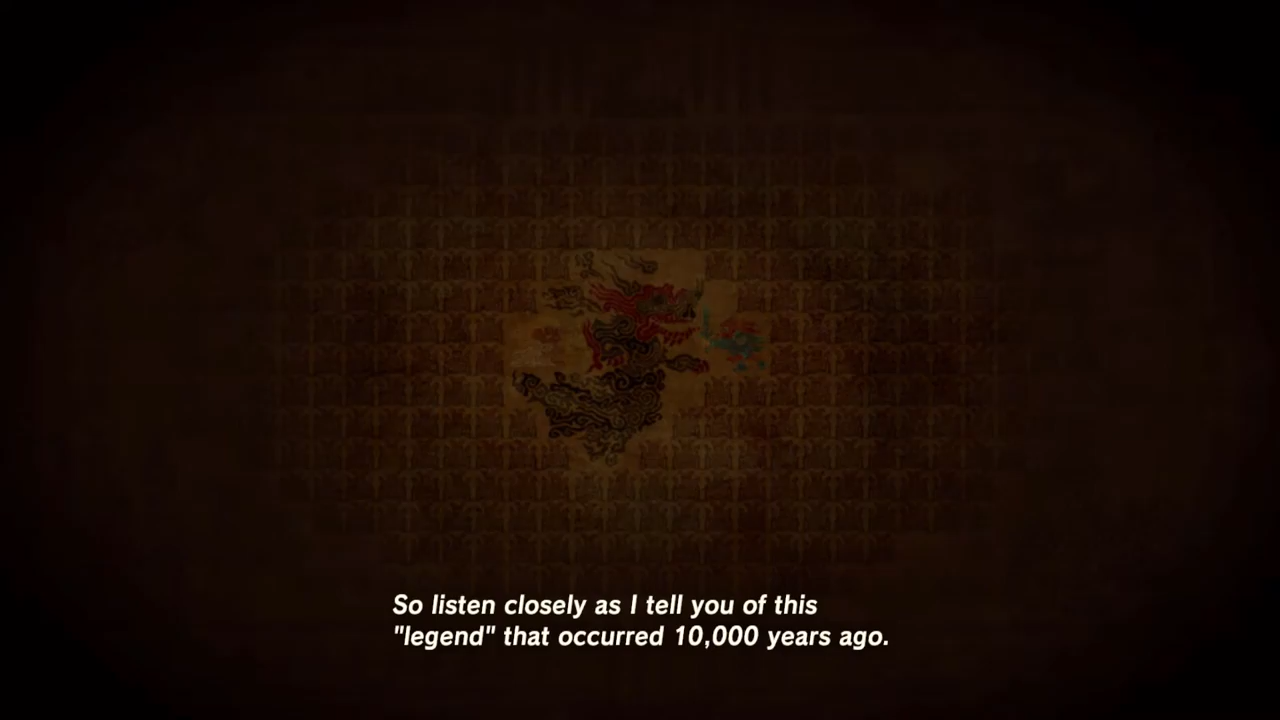 So listen closely as I tell you of this
"legend" that occurred 10,000 years ago.